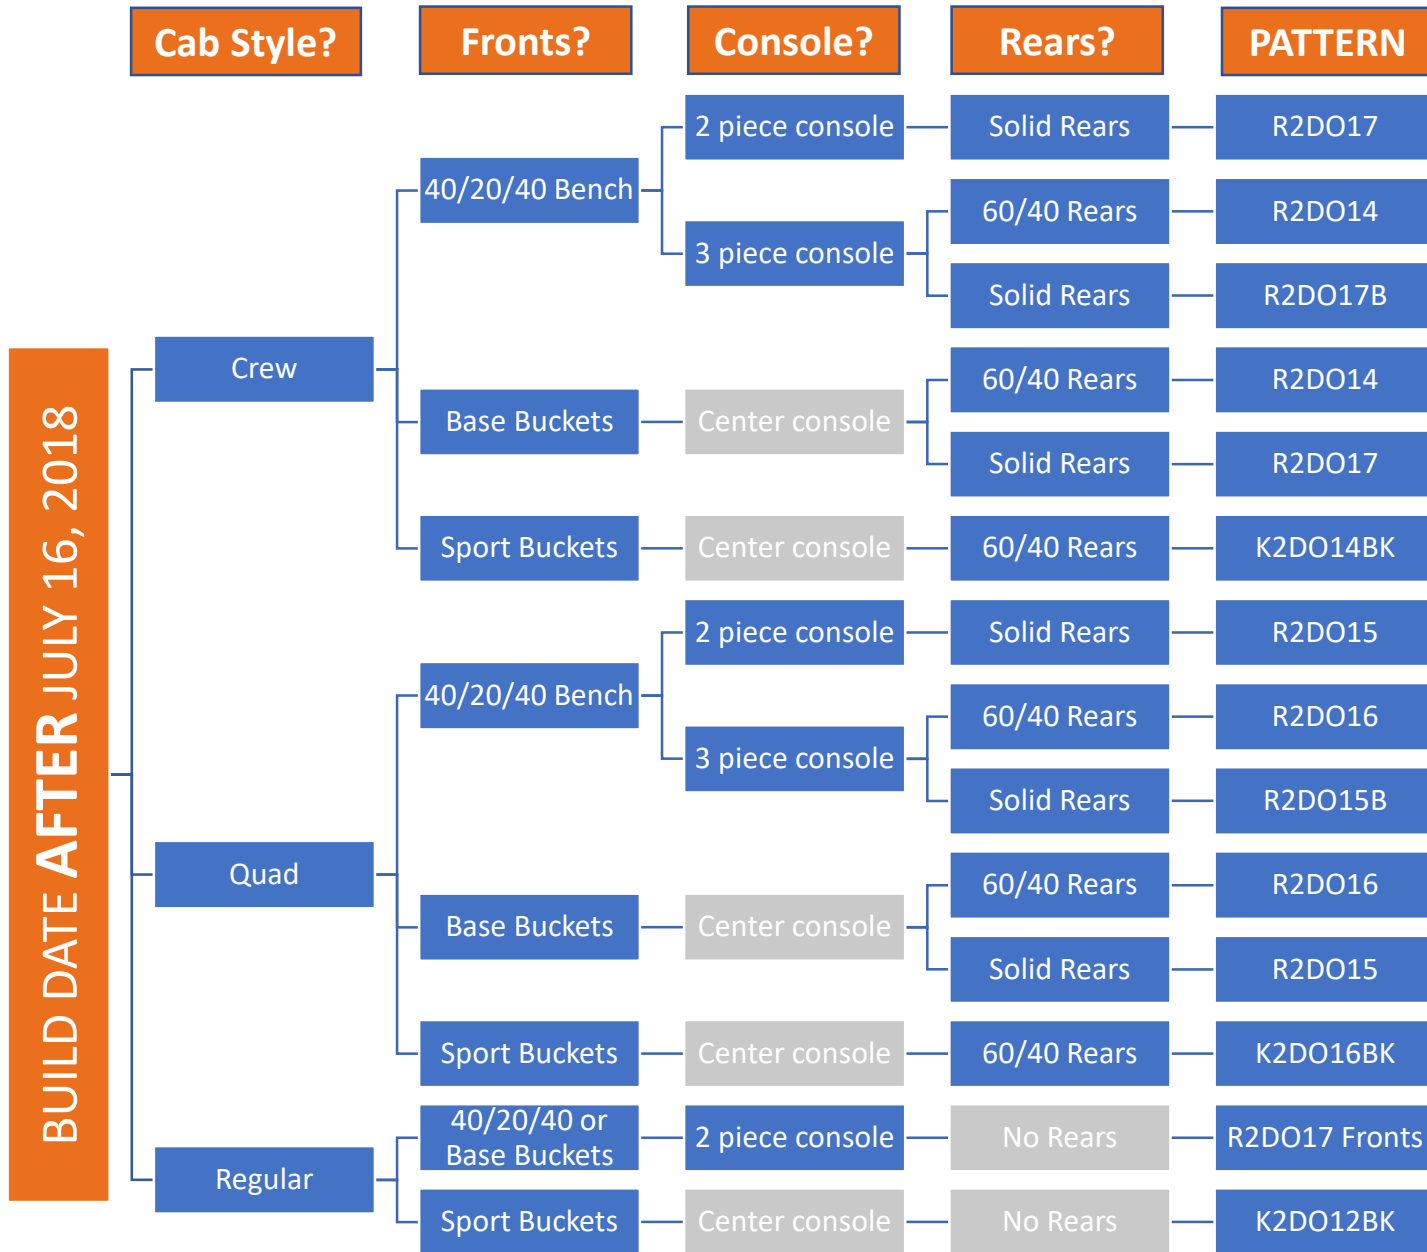 Cab Style?
Fronts?
Console?
Rears?
PATTERN
BUILD DATE AFTER JULY 16, 2018
Crew
40/20/40 Bench
2 piece console
Solid Rears
R2DO17
3 piece console
60/40 Rears
R2DO14
Solid Rears
R2DO17B
Base Buckets
Center console
60/40 Rears
R2DO14
Solid Rears
R2DO17
Sport Buckets
Center console
60/40 Rears
K2DO14BK
Quad
40/20/40 Bench
2 piece console
Solid Rears
R2DO15
3 piece console
60/40 Rears
R2DO16
Solid Rears
R2DO15B
Base Buckets
Center console
60/40 Rears
R2DO16
Solid Rears
R2DO15
Sport Buckets
Center console
60/40 Rears
K2DO16BK
Regular
40/20/40 or
Base Buckets
2 piece console
No Rears
R2DO17 Fronts
Sport Buckets
Center console
No Rears
K2DO12BK